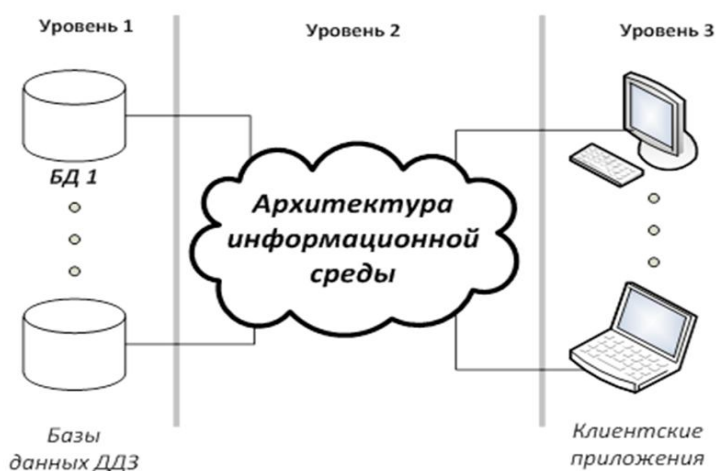 Уровень 1
Уровень 2
Уровень 3
БД 1
Архитектура
информационной
среды
Базы
данных ДДЗ
Клиентские
приложения